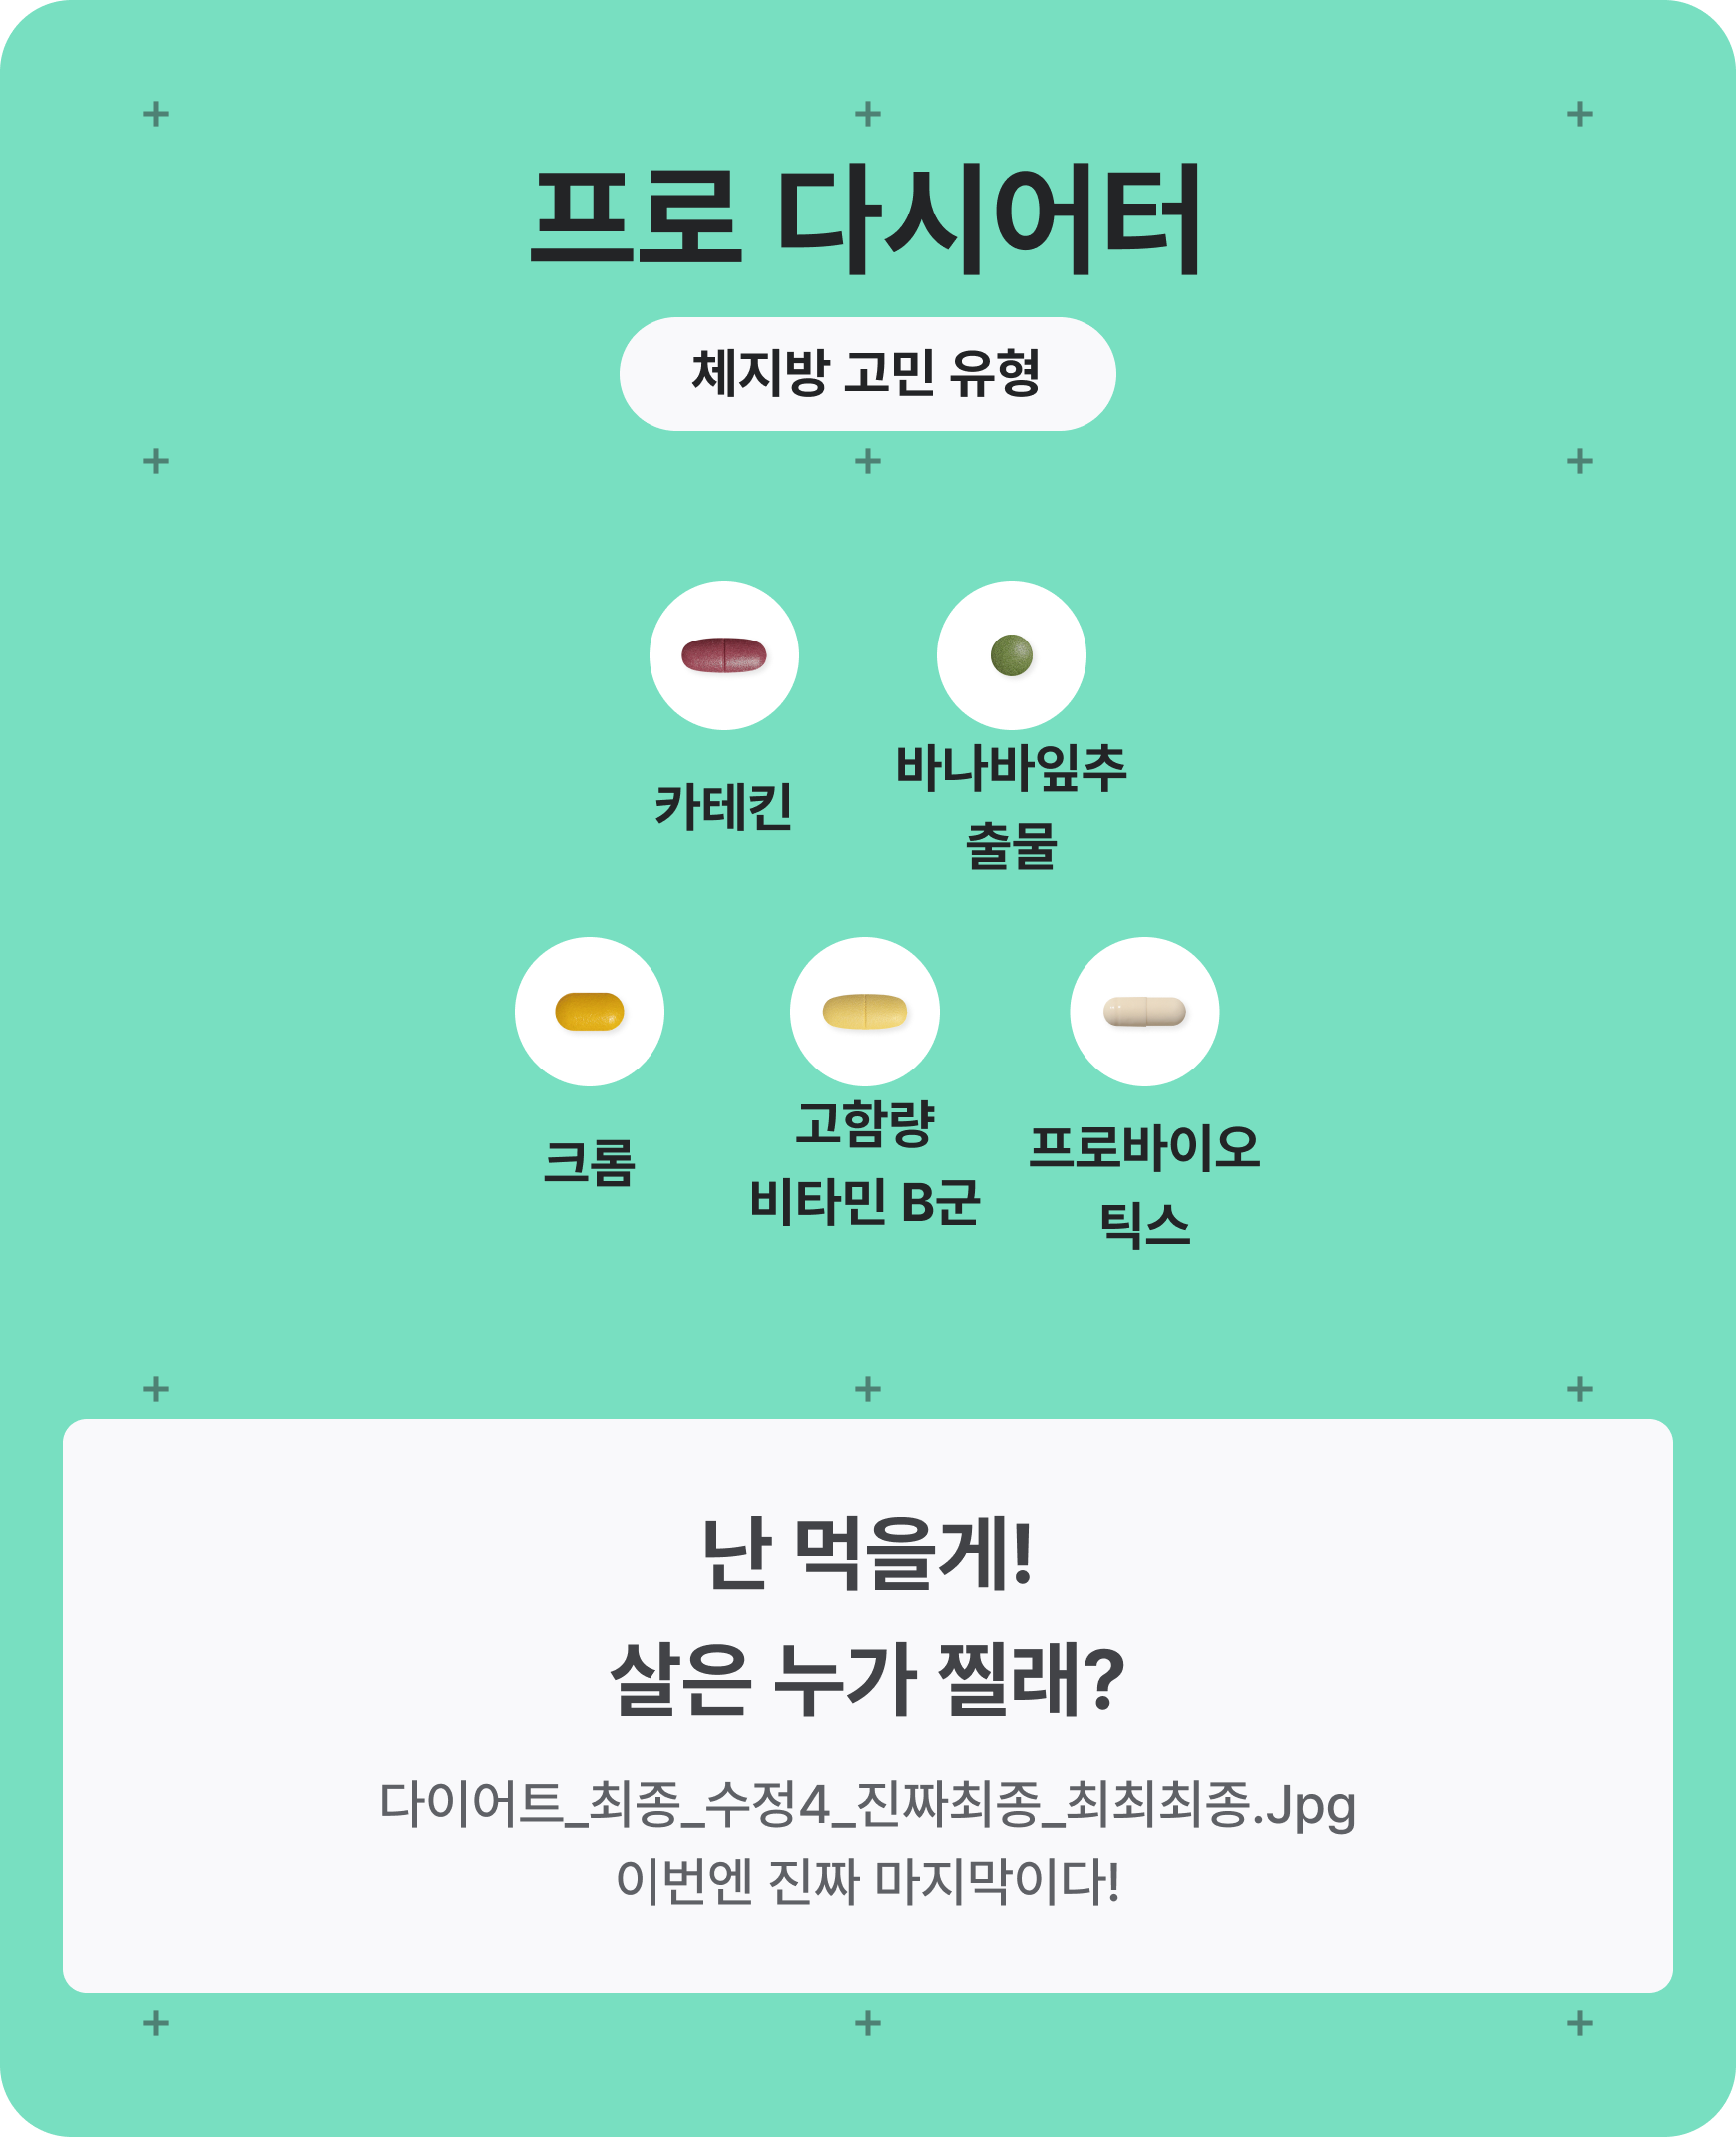 프로 다시어터
체지방 고민 유형
카테킨
바나바잎추
출물
크롬
고함량
비타민 B군
프로바이오
틱스
난 먹을게!
살은 누가 찔래?
다이어트_최종_수정4_진짜최종_최최최종.Jpg
이번엔 진짜 마지막이다!